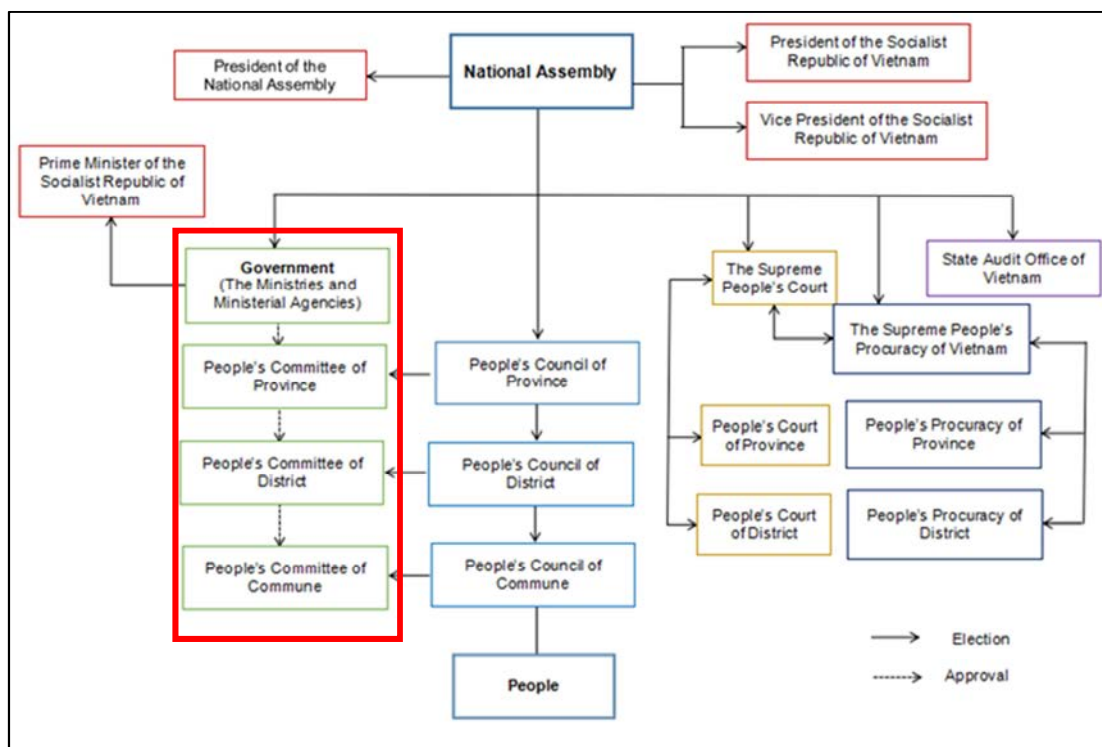 President of the
National Assembly
National Assembly
President of the Socialist
Republic of Vietnam
Vice President of the Socialist
Republic of Vietnam
Prime Minister of the
Socialist Republic of
Vietnam
Government
(The Ministries and
Ministerial Agencies)
The Supreme
People's Court
State Audit Office of
Vietnam
The Supreme People's
Procuracy of Vietnam
People's Committee of
Province
People's Council of
Province
People's Court
of Province
People's Procuracy of
Province
People's Committee of
District
People's Council of
District
People's Court
of District
People's Procuracy of
District
People's Committee of
Commune
People's Council of
Commune
People
Election
Approval